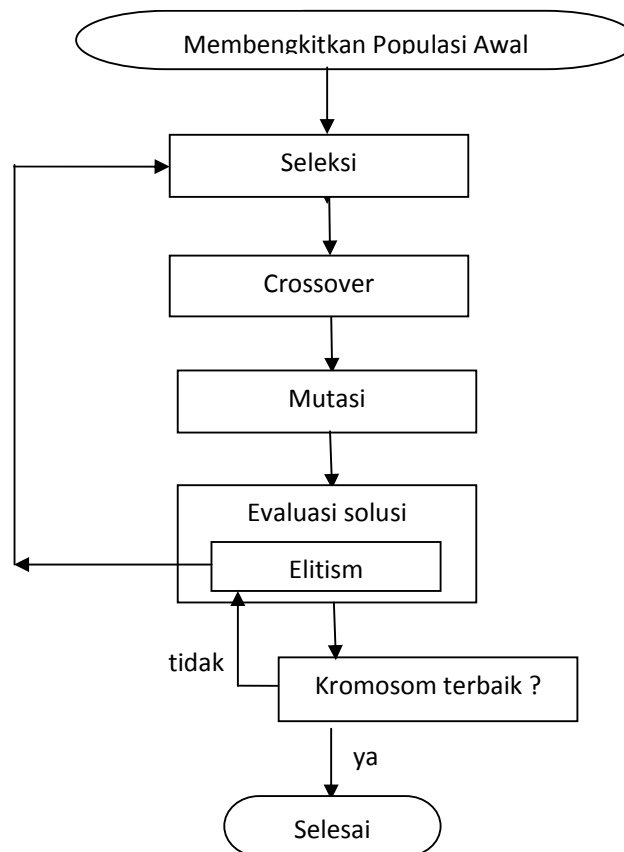 Membengkitkan Populasi Awal
Seleksi
Crossover
Mutasi
Evaluasi solusi
Elitism
tidak
Kromosom terbaik ?
ya
Selesai